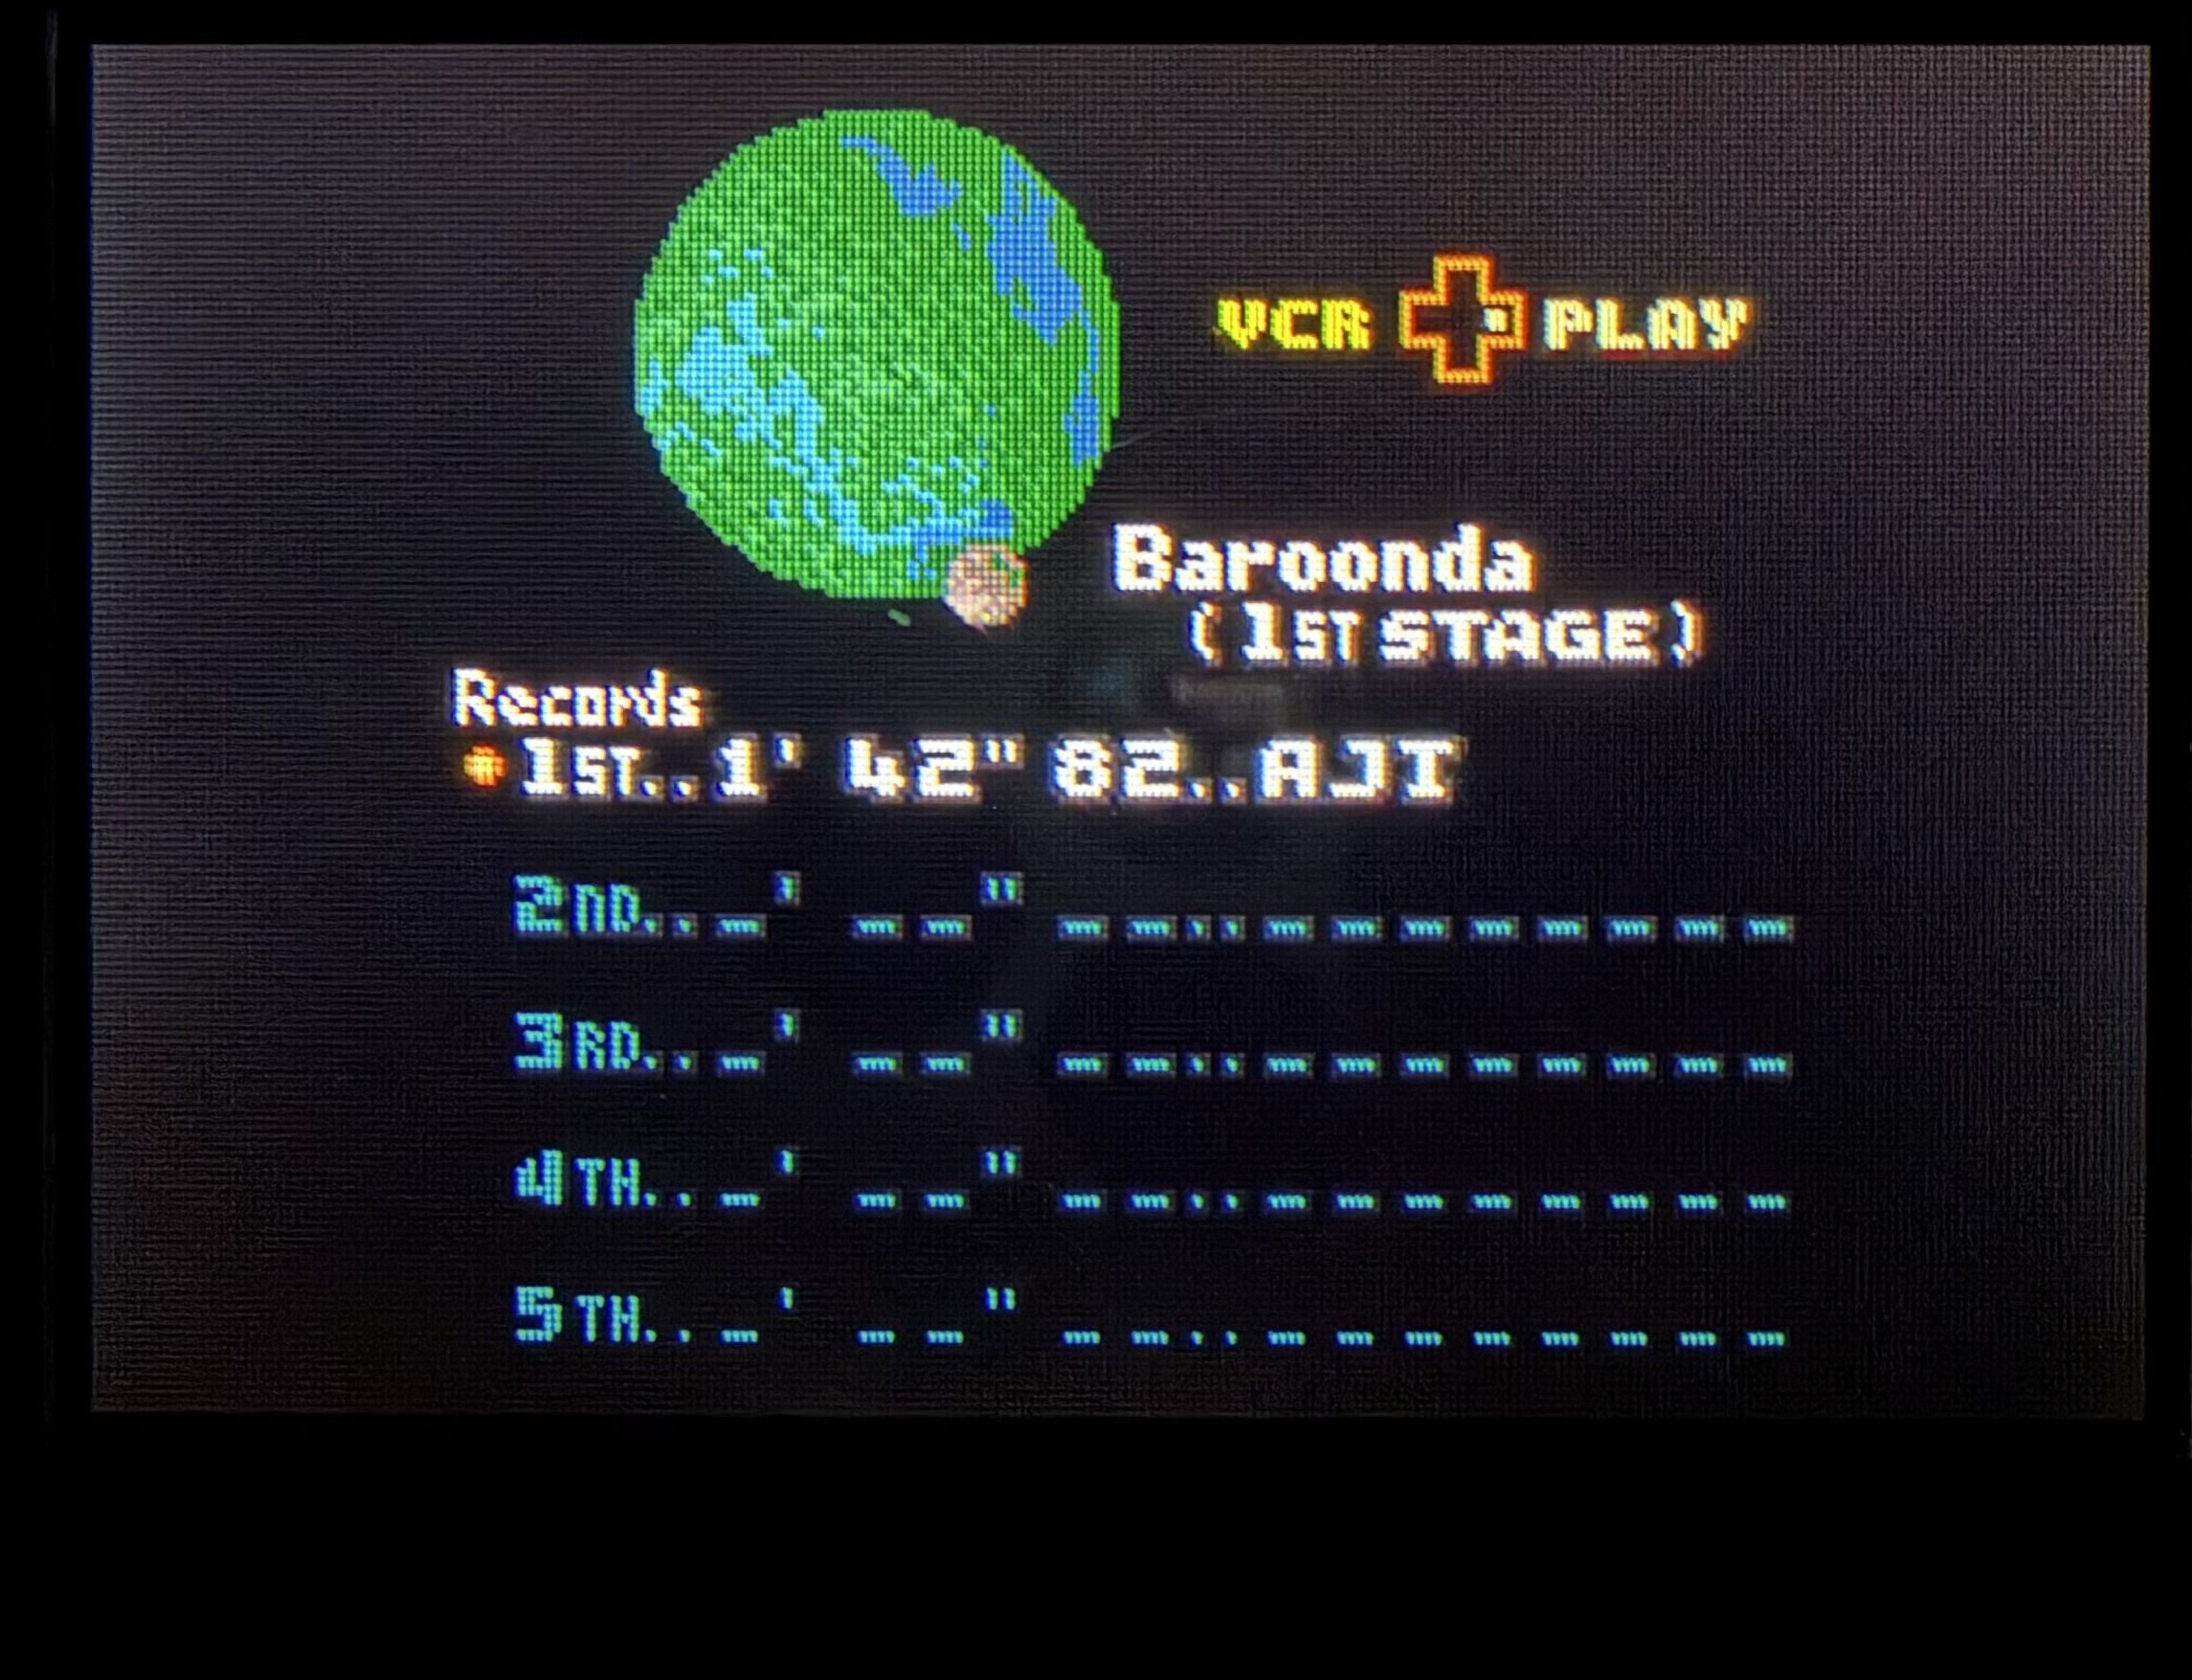 VCR PLAY
Baroonda
(1ST STAGE)
Records
1ST..1' 42" 82..AJI
2ND.._' _ _" _ _.._ _ _ _ _ _ _ _
3RD.._' _ _" _ _.._ _ _ _ _ _ _ _
4TH.._' _ _" _ _.._ _ _ _ _ _ _ _
5TH.._' _ _" _ _.._ _ _ _ _ _ _ _